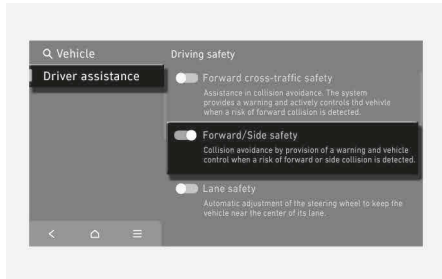 Vehicle
Driver assistance
Driving safety
Forward cross-traffic safety
Assistance in collision avoidance. The system
provides a warning and actively controls thd vehivle
when a risk of forward collision is detected.
Forward/Side safety
Collision avoidance by provision of a warning and vehicle
control when a risk of forward or side collision is detected.
Lane safety
Automatic adjustment of the steering wheel to keep the
vehicle near the center of its lane.